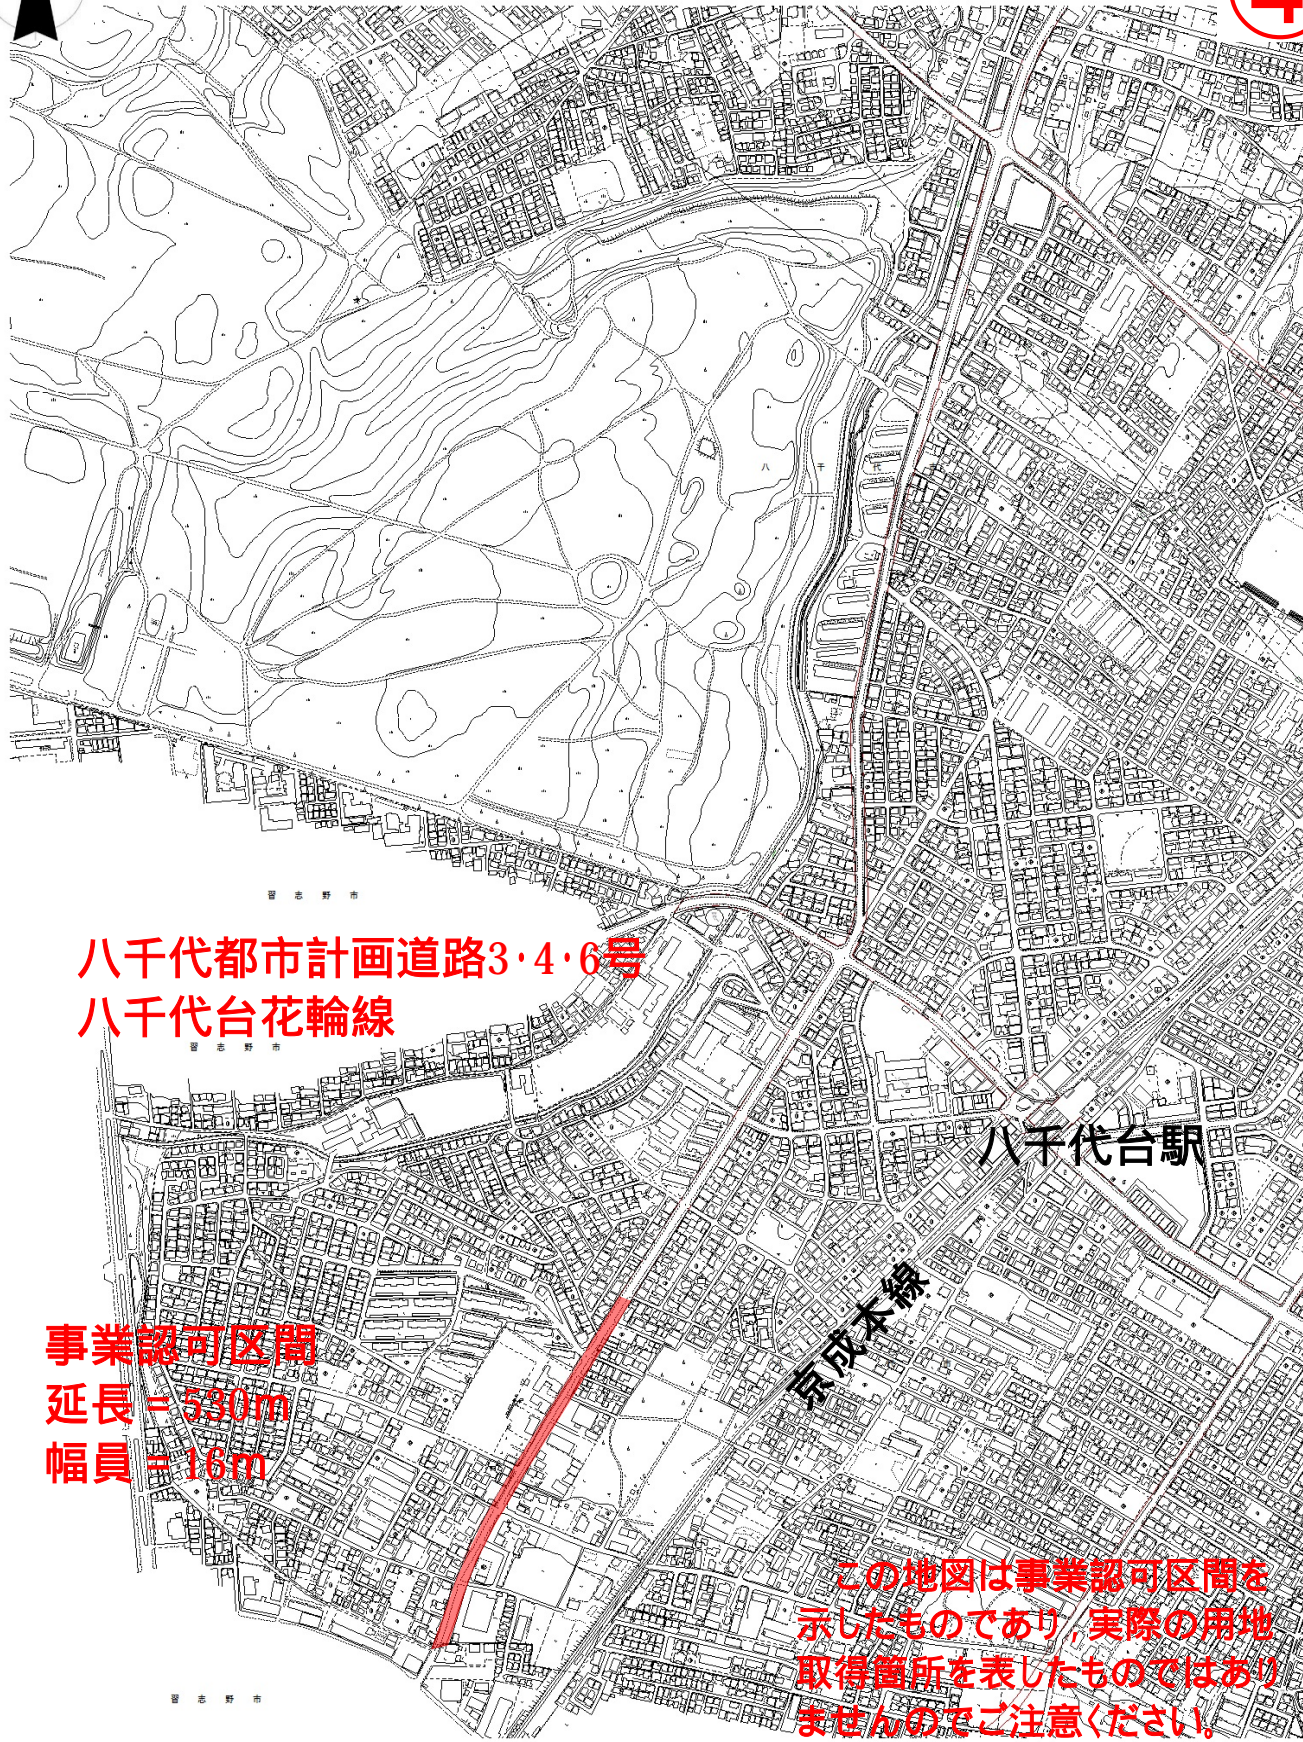 八千代
習志野市
八千代都市計画道路3・4・6号
八千代台花輪線
習志野市
八千代台駅
京成本線
事業認可区間
延長＝530m
幅員＝16m
この地図は事業認可区間を
示したものであり,実際の用地
取得箇所を表したものではあり
ませんのでご注意ください。
習志野市